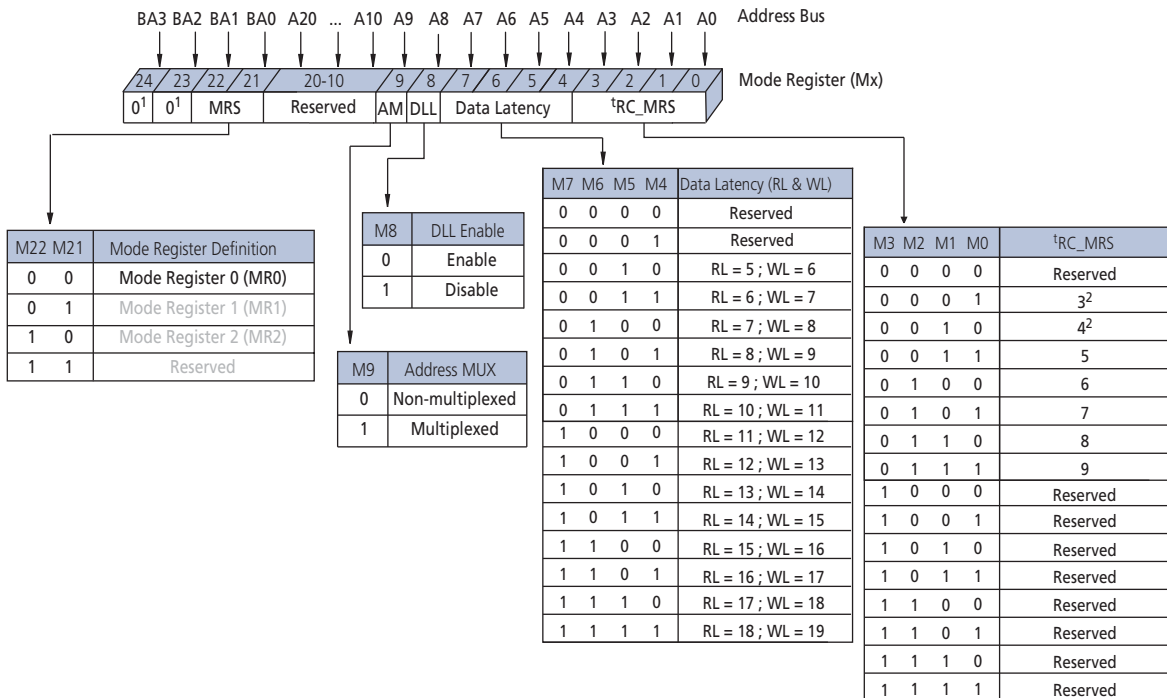 BA3 BA2 BA1 BA0 A20 ... A10 A9 A8 A7 A6 A5 A4 A3 A2 A1 A0 Address Bus
24 23 22 21 20-10 9 8 7 6 5 4 3 2 1 0 Mode Register (Mx)
0¹ 0¹ MRS Reserved AM DLL Data Latency ᵗRC_MRS
M22 M21 Mode Register Definition
0 0 Mode Register 0 (MR0)
0 1 Mode Register 1 (MR1)
1 0 Mode Register 2 (MR2)
1 1 Reserved
M8 DLL Enable
0 Enable
1 Disable
M9 Address MUX
0 Non-multiplexed
1 Multiplexed
M7 M6 M5 M4 Data Latency (RL & WL)
0 0 0 0 Reserved
0 0 0 1 Reserved
0 0 1 0 RL = 5 ; WL = 6
0 0 1 1 RL = 6 ; WL = 7
0 1 0 0 RL = 7 ; WL = 8
0 1 0 1 RL = 8 ; WL = 9
0 1 1 0 RL = 9 ; WL = 10
0 1 1 1 RL = 10 ; WL = 11
1 0 0 0 RL = 11 ; WL = 12
1 0 0 1 RL = 12 ; WL = 13
1 0 1 0 RL = 13 ; WL = 14
1 0 1 1 RL = 14 ; WL = 15
1 1 0 0 RL = 15 ; WL = 16
1 1 0 1 RL = 16 ; WL = 17
1 1 1 0 RL = 17 ; WL = 18
1 1 1 1 RL = 18 ; WL = 19
M3 M2 M1 M0 ᵗRC_MRS
0 0 0 0 Reserved
0 0 0 1 3²
0 0 1 0 4²
0 0 1 1 5
0 1 0 0 6
0 1 0 1 7
0 1 1 0 8
0 1 1 1 9
1 0 0 0 Reserved
1 0 0 1 Reserved
1 0 1 0 Reserved
1 0 1 1 Reserved
1 1 0 0 Reserved
1 1 0 1 Reserved
1 1 1 0 Reserved
1 1 1 1 Reserved